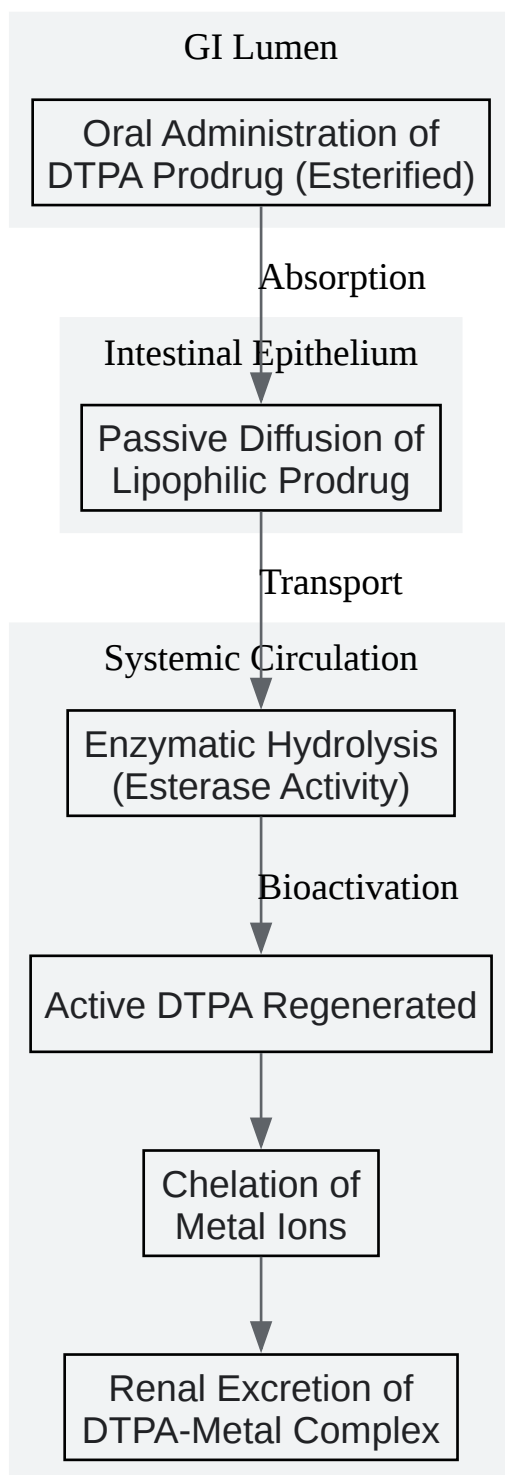 GI Lumen
Oral Administration of
DTPA Prodrug (Esterified)
Absorption
Intestinal Epithelium
Passive Diffusion of
Lipophilic Prodrug
Transport
Systemic Circulation
Enzymatic Hydrolysis
(Esterase Activity)
Bioactivation
Active DTPA Regenerated
Chelation of
Metal Ions
Renal Excretion of
DTPA-Metal Complex